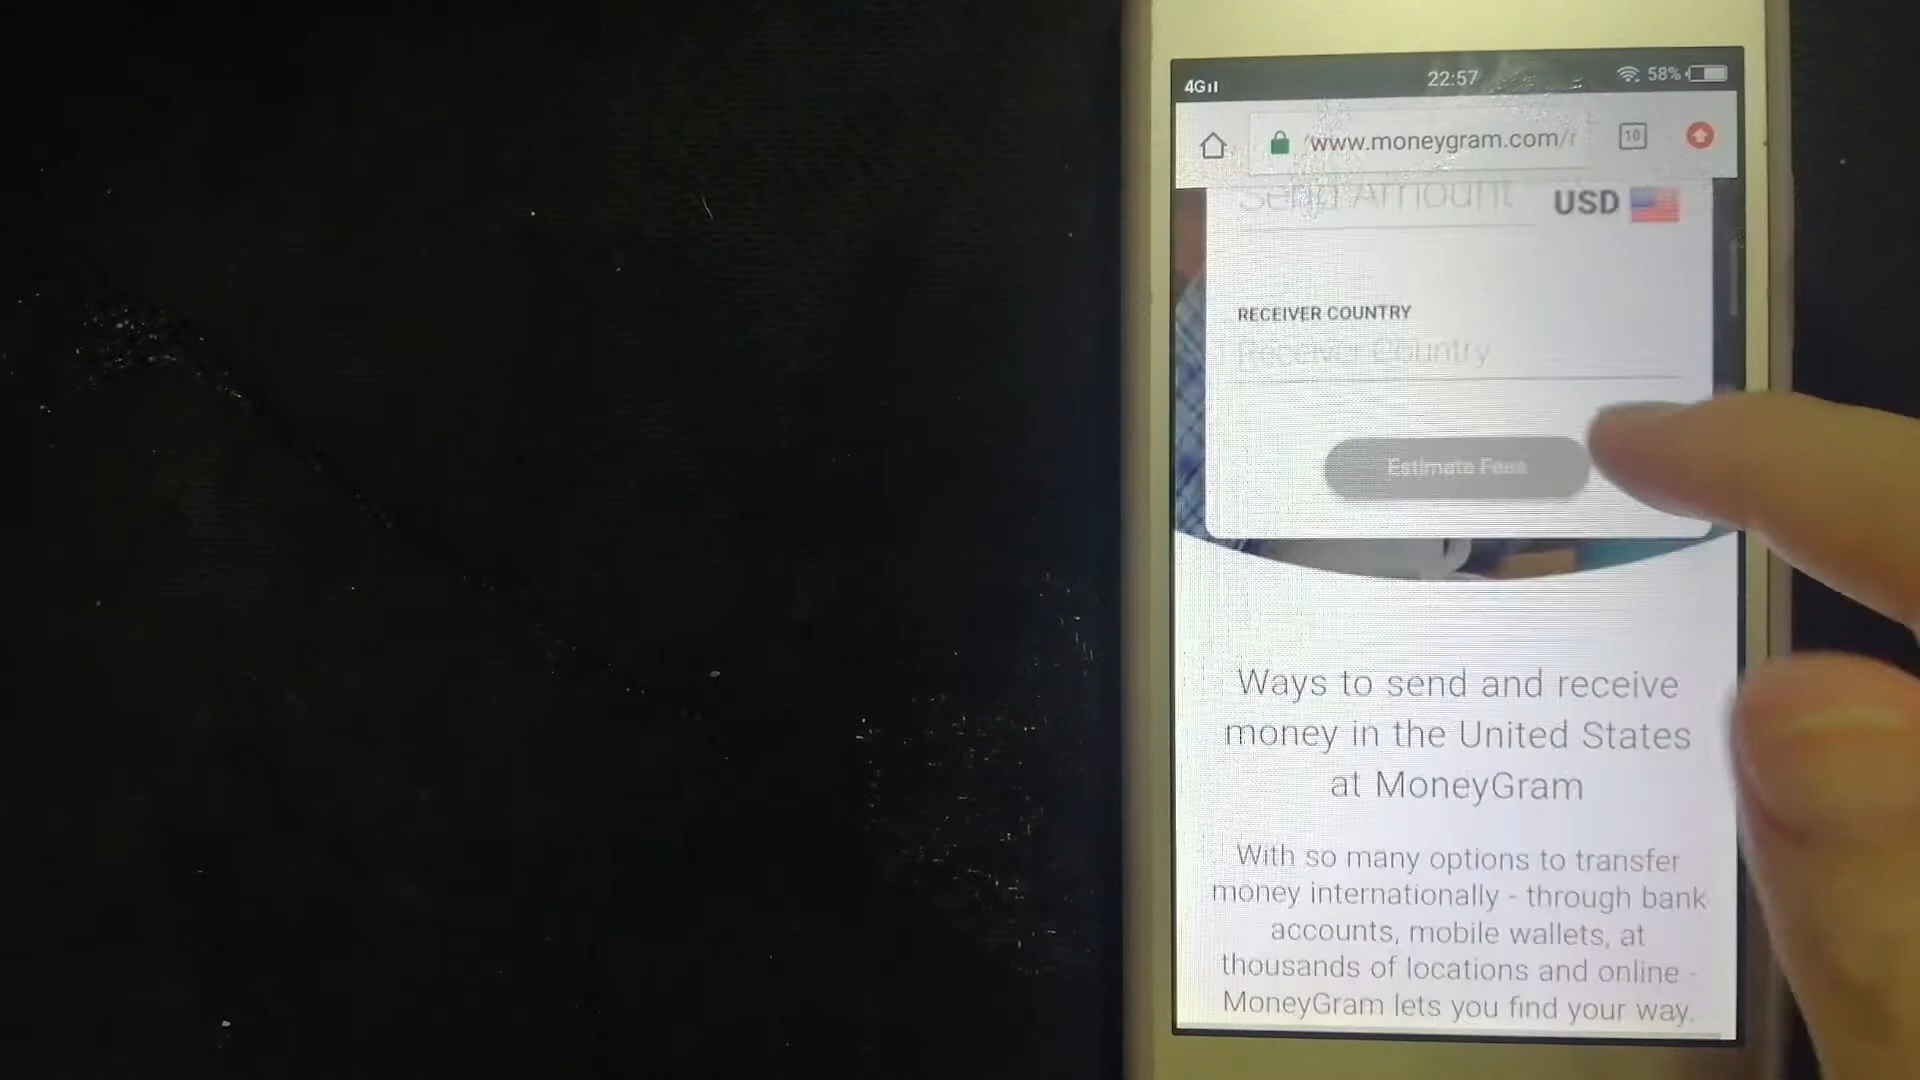 4G
22:57
58%
www.moneygram.com/r
10
Send Amount
USD
RECEIVER COUNTRY
Receiver Country
Estimate Fees
Ways to send and receive
money in the United States
at MoneyGram
With so many options to transfer
money internationally - through bank
accounts, mobile wallets, at
thousands of locations and online -
MoneyGram lets you find your way.